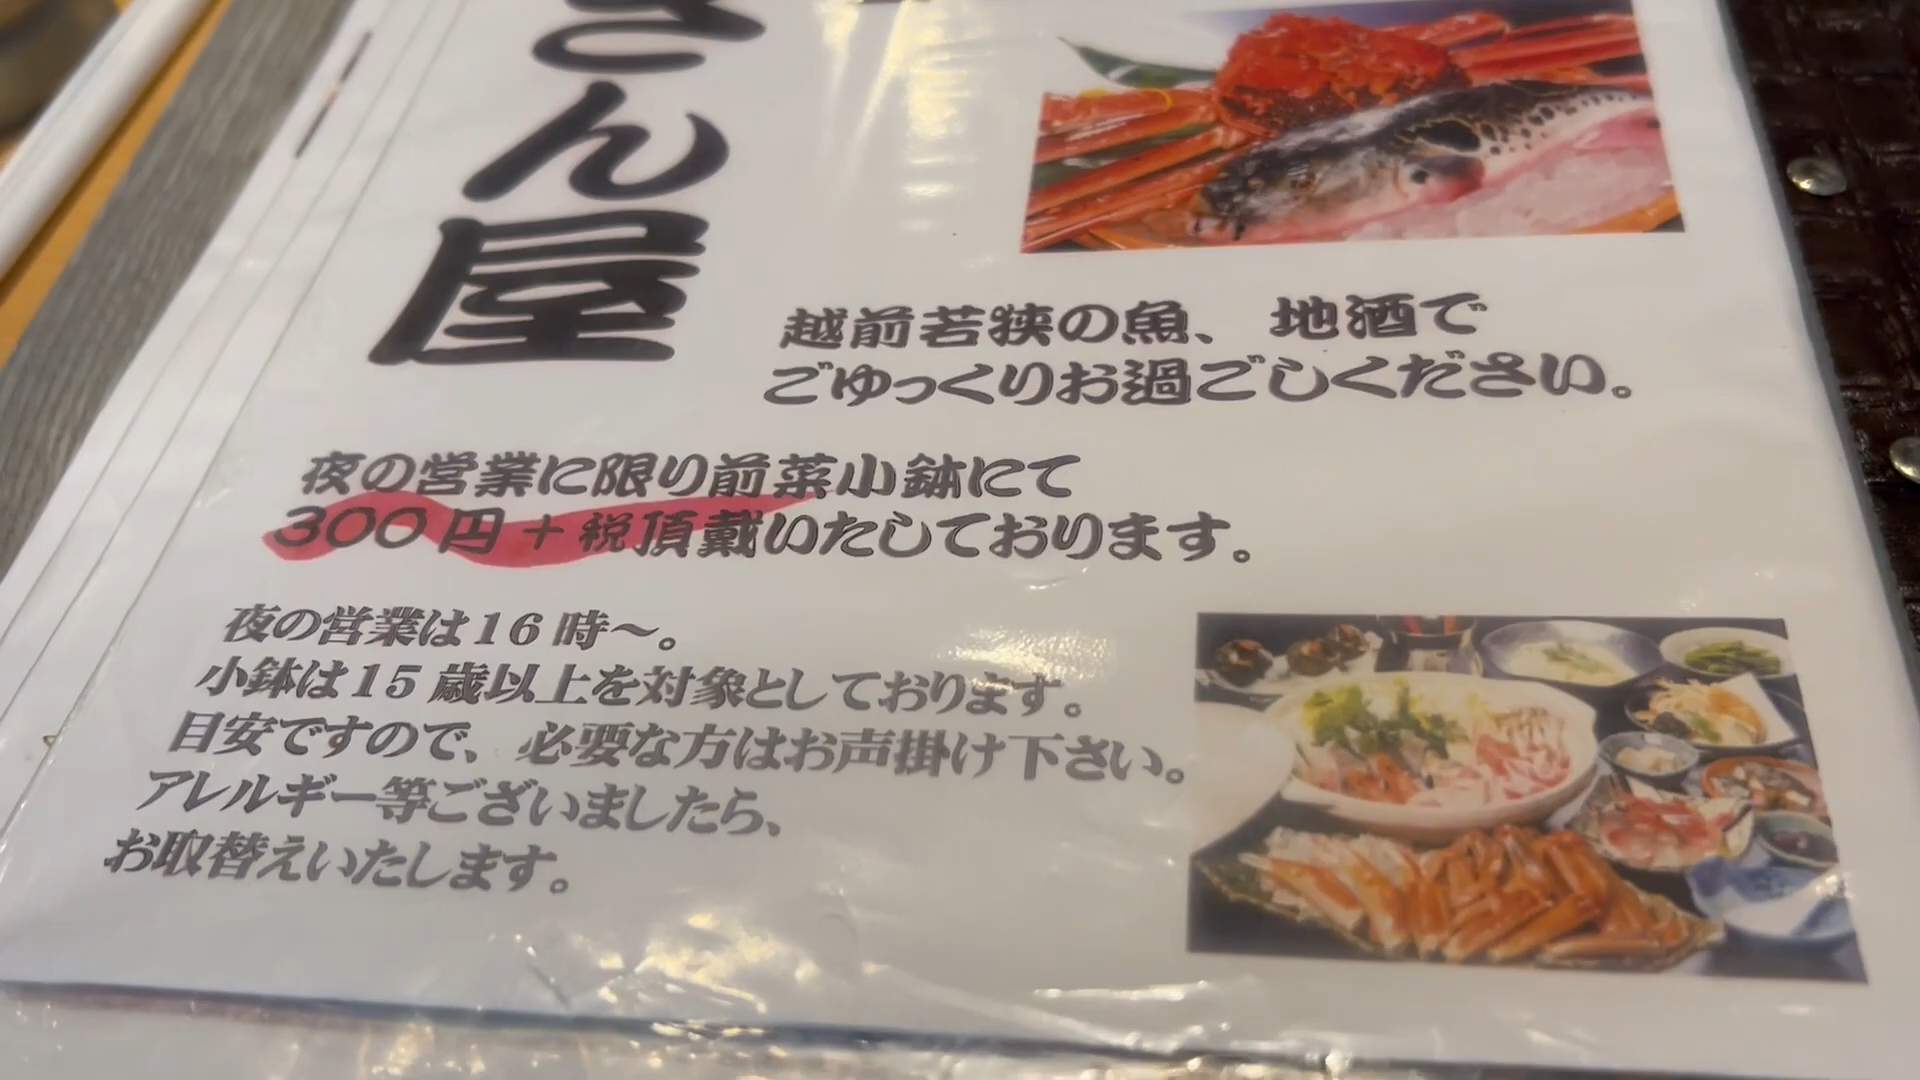 さん屋
越前若狭の魚、地酒で
ごゆっくりお過ごしください。
夜の営業に限り前菜小鉢にて
300円＋税頂戴いたしております。
夜の営業は16時～。
小鉢は15歳以上を対象としております。
目安ですので、必要な方はお声掛け下さい。
アレルギー等ございましたら、
お取替えいたします。